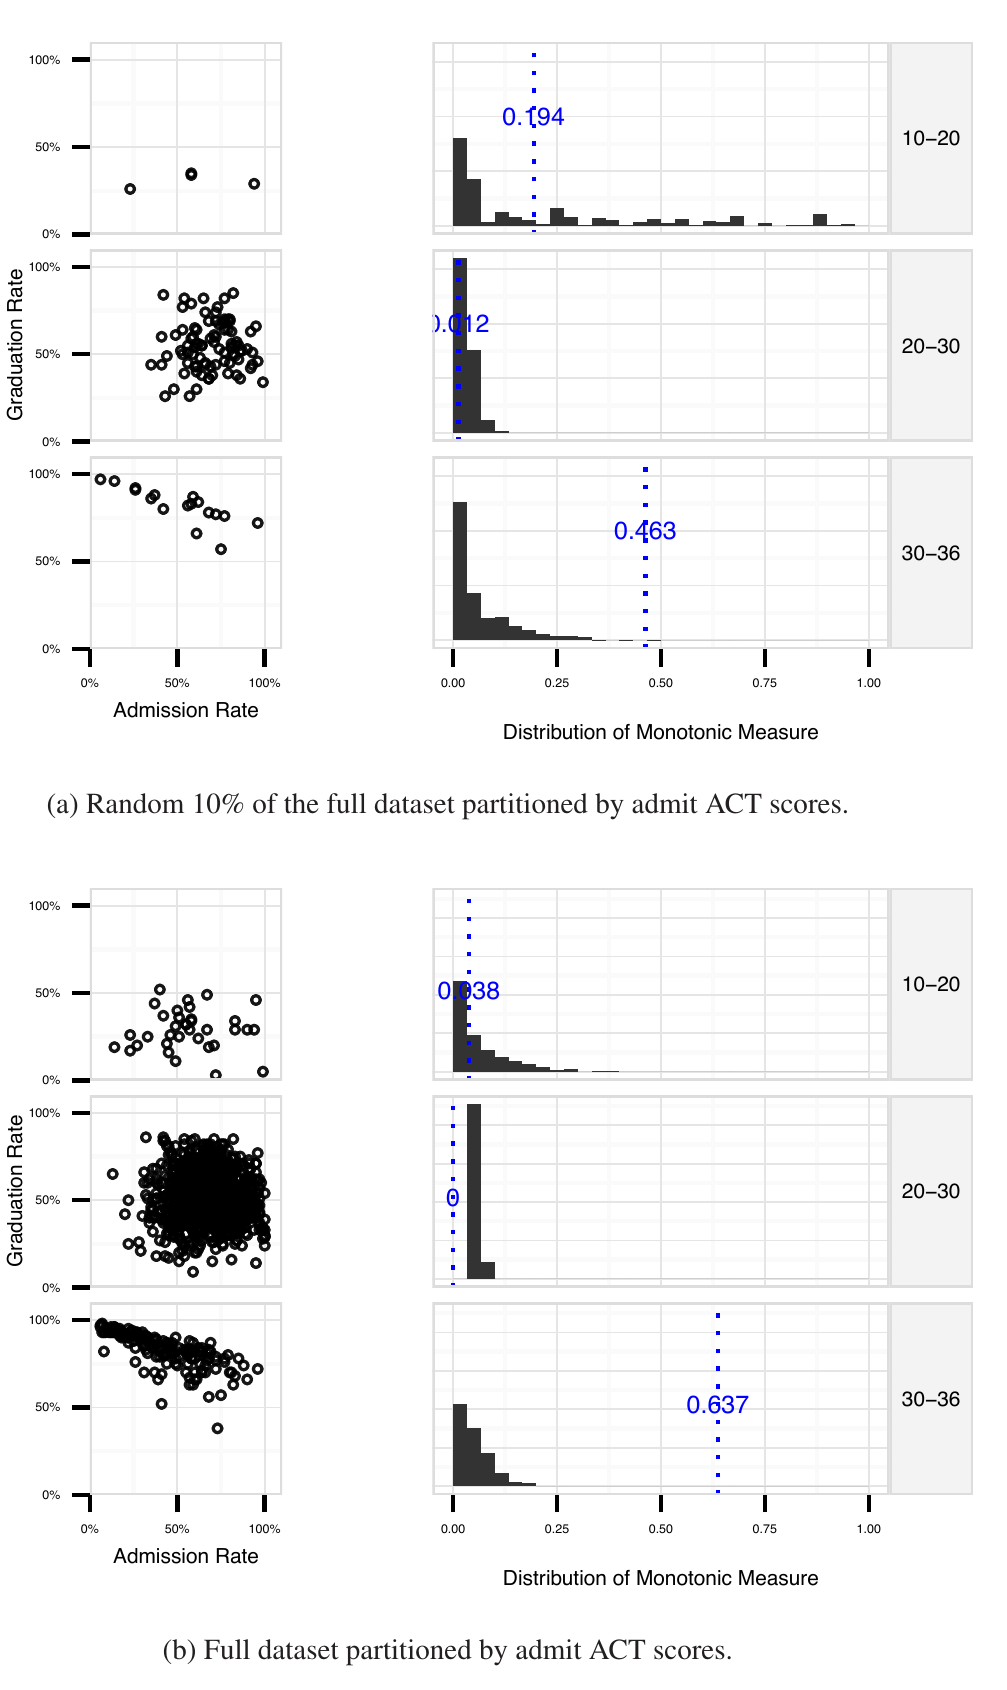 100%
50%
0%
0.194
10−20
Graduation Rate
100%
50%
0%
0.012
20−30
100%
50%
0%
0.463
30−36
0% 50% 100%
Admission Rate
0.00 0.25 0.50 0.75 1.00
Distribution of Monotonic Measure
(a) Random 10% of the full dataset partitioned by admit ACT scores.
100%
50%
0%
0.038
10−20
Graduation Rate
100%
50%
0%
0
20−30
100%
50%
0%
0.637
30−36
0% 50% 100%
Admission Rate
0.00 0.25 0.50 0.75 1.00
Distribution of Monotonic Measure
(b) Full dataset partitioned by admit ACT scores.